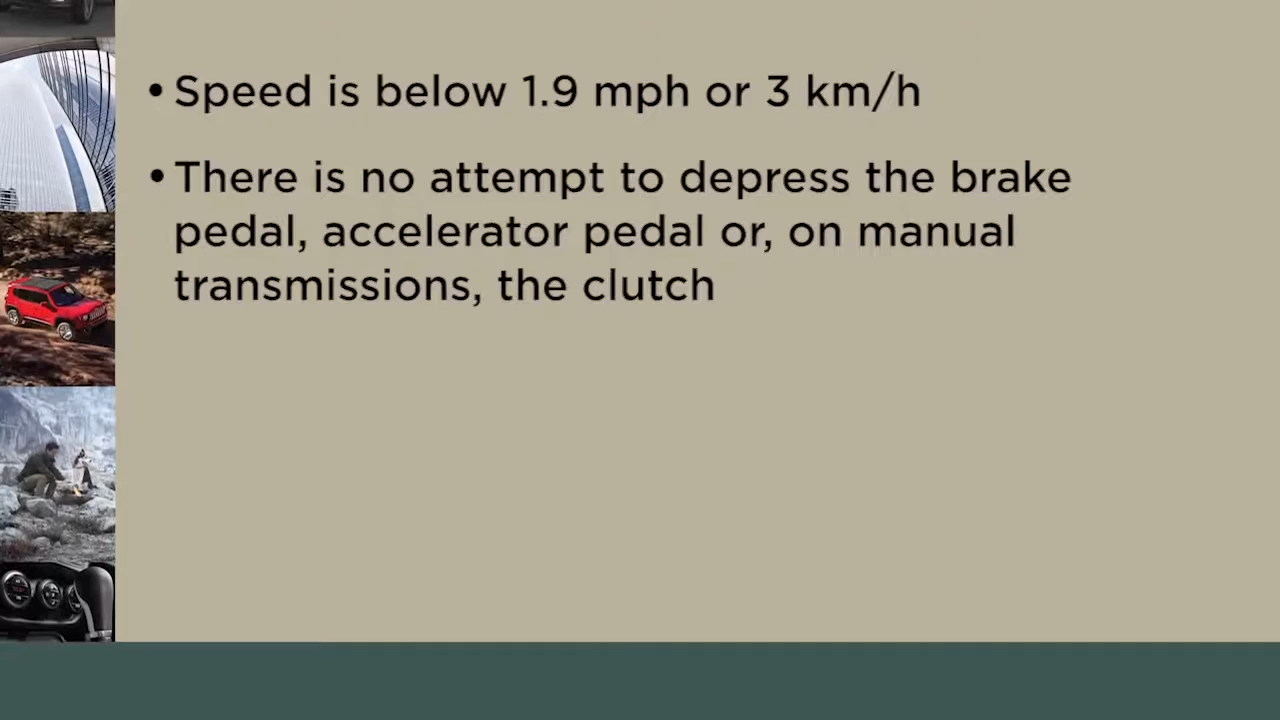 • Speed is below 1.9 mph or 3 km/h
• There is no attempt to depress the brake
pedal, accelerator pedal or, on manual
transmissions, the clutch